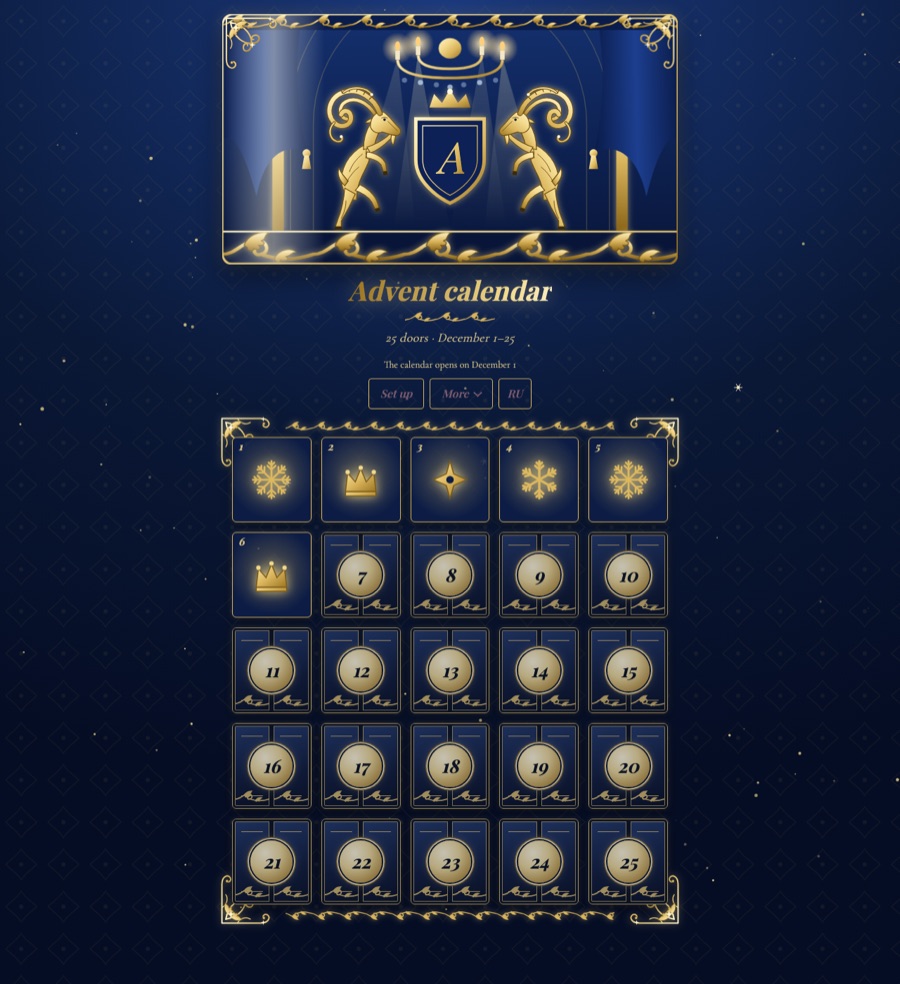 A
Advent calendar
25 doors · December 1–25
The calendar opens on December 1
Set up More RU
1 2 3 4 5
6 7 8 9 10
11 12 13 14 15
16 17 18 19 20
21 22 23 24 25